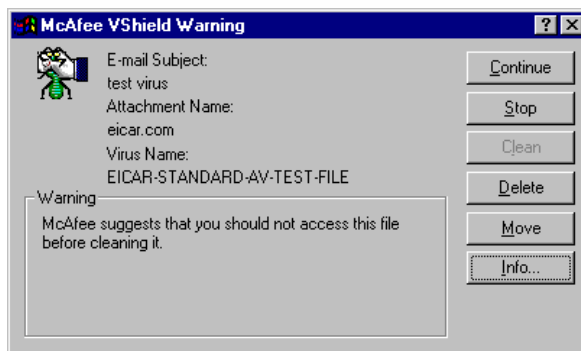 McAfee VShield Warning
E-mail Subject:
test virus
Attachment Name:
eicar.com
Virus Name:
EICAR-STANDARD-AV-TEST-FILE
Warning
McAfee suggests that you should not access this file
before cleaning it.
Continue
Stop
Clean
Delete
Move
Info...